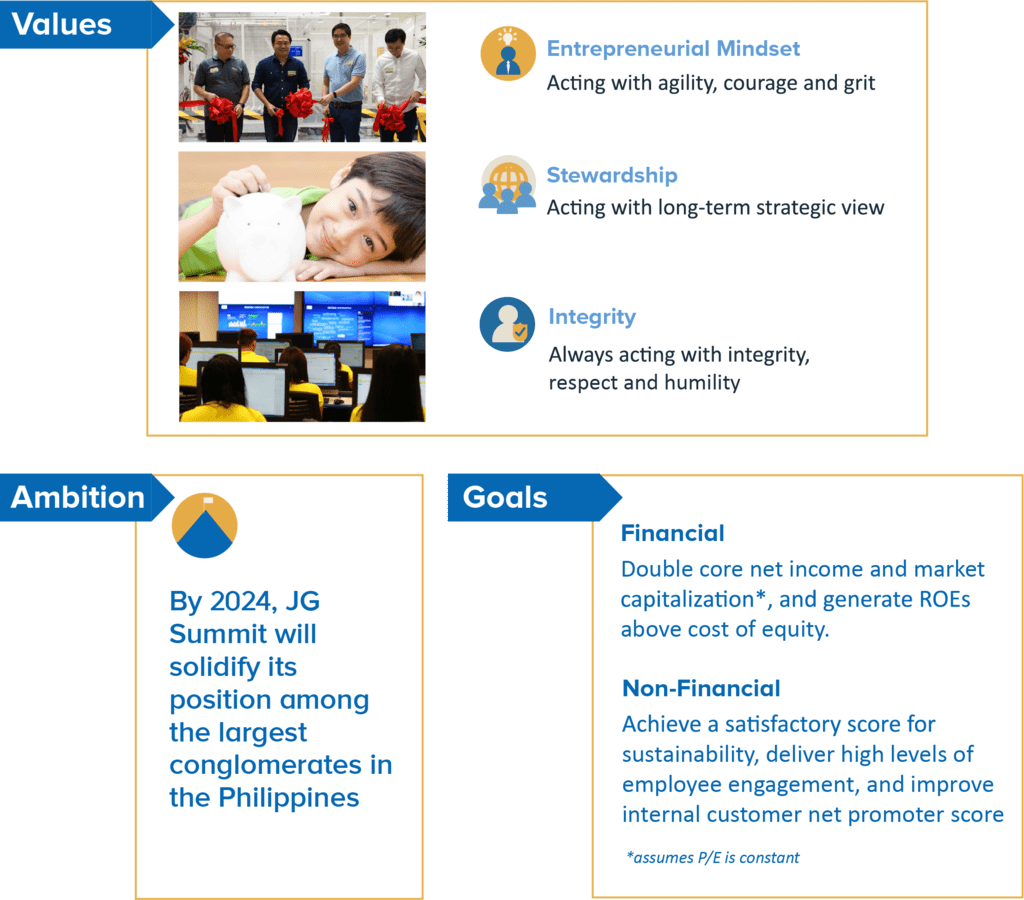 Values
Entrepreneurial Mindset
Acting with agility, courage and grit
Stewardship
Acting with long-term strategic view
Integrity
Always acting with integrity,
respect and humility
Ambition
By 2024, JG
Summit will
solidify its
position among
the largest
conglomerates in
the Philippines
Goals
Financial
Double core net income and market
capitalization*, and generate ROEs
above cost of equity.
Non-Financial
Achieve a satisfactory score for
sustainability, deliver high levels of
employee engagement, and improve
internal customer net promoter score
*assumes P/E is constant